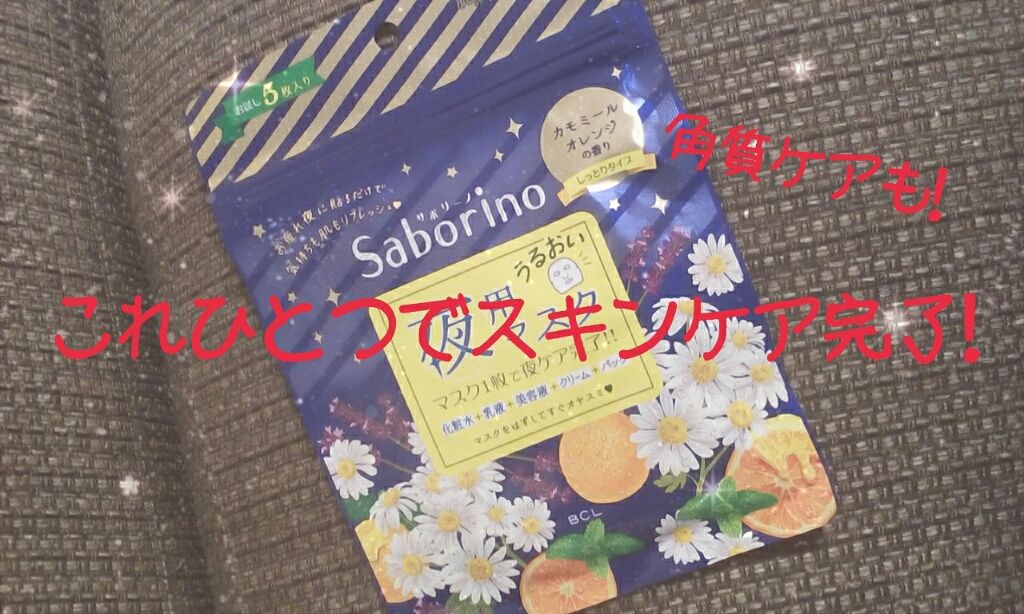 お試し5枚入り
カモミール
オレンジ
の香り
しっとりタイプ
角質ケアも!
お疲れ夜に貼るだけで
気持ちも肌もリフレッシュ♥
サボリーノ
Saborino
うるおい
これひとつでスキンケア完了!
夜用マスク
マスク1枚で夜ケア完了!!
化粧水+乳液+美容液+クリーム+パック
マスクをはずしてすぐオヤスミ♥
BCL